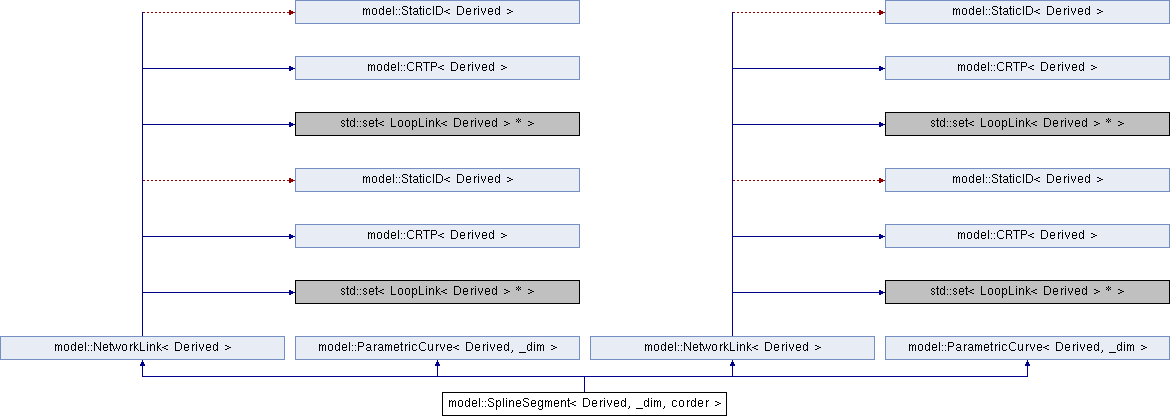 model::StaticID< Derived > model::StaticID< Derived >
model::CRTP< Derived > model::CRTP< Derived >
std::set< LoopLink< Derived > * > std::set< LoopLink< Derived > * >
model::StaticID< Derived > model::StaticID< Derived >
model::CRTP< Derived > model::CRTP< Derived >
std::set< LoopLink< Derived > * > std::set< LoopLink< Derived > * >
model::NetworkLink< Derived > model::ParametricCurve< Derived, _dim > model::NetworkLink< Derived > model::ParametricCurve< Derived, _dim >
model::SplineSegment< Derived, _dim, corder >